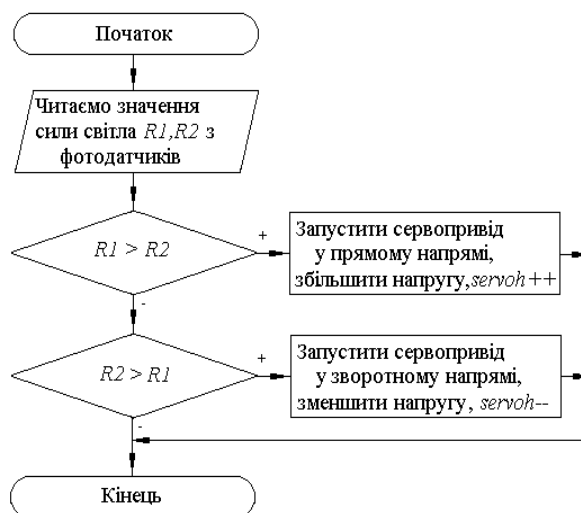 Початок
Читаємо значення
сили світла R1,R2 з
фотодатчиків
R1 > R2
+
Запустити сервопривід
у прямому напрямі,
збільшити напругу,servoh++
-
R2 > R1
+
Запустити сервопривід
у зворотному напрямі,
зменшити напругу, servoh--
-
Кінець